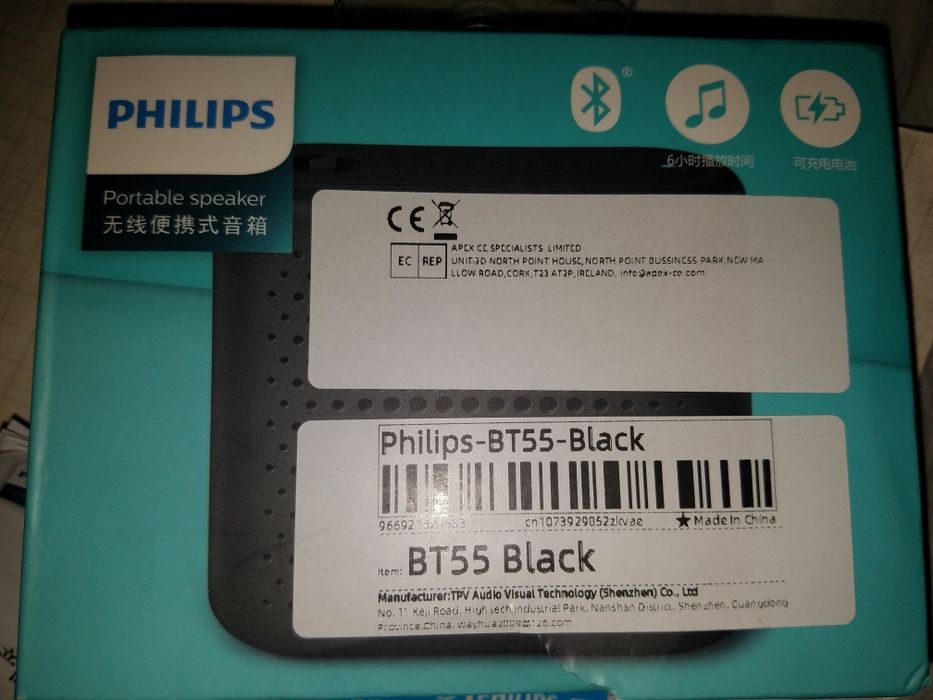 PHILIPS
Portable speaker
无线便携式音箱
6小时播放时间
可充电电池
CE
EC REP
APEX CE SPECIALISTS LIMITED
UNIT 3D NORTH POINT HOUSE, NORTH POINT BUSSINESS PARK, NEW MA
LLOW ROAD, CORK, T23 AT2P, IRELAND, info@apex-ce.com
Philips-BT55-Black
cn1073929052zkvae ★ Made In China
Item: BT55 Black
Manufacturer:TPV Audio Visual Technology (Shenzhen) Co., Ltd
No. 11 Keji Road, High tech Industrial Park, Nanshan District, Shenzhen, Guangdong
Province.China.
PHILIPS